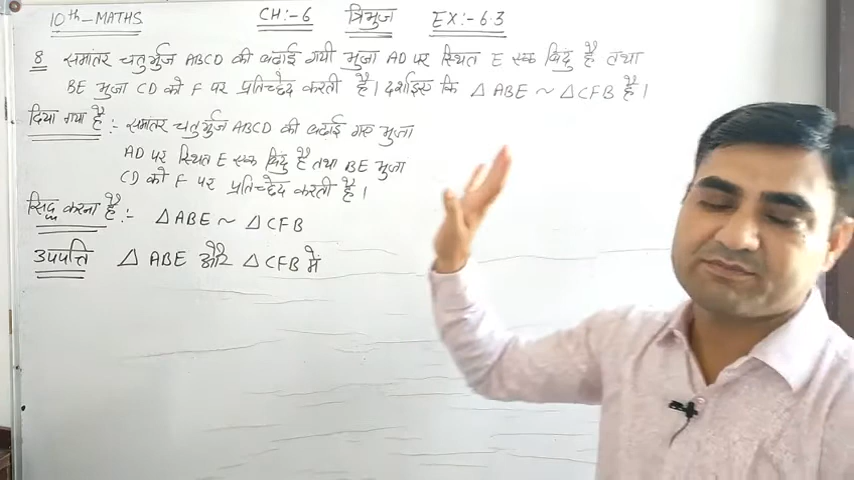 10th-MATHS CH:-6 त्रिभुज EX:-6.3
8 समांतर चतुर्भुज ABCD की बढ़ाई गयी भुजा AD पर स्थित E एक बिंदु है तथा
BE भुजा CD को F पर प्रतिच्छेद करती है। दर्शाइए कि △ ABE ~ △CFB है।
दिया गया है :- समांतर चतुर्भुज ABCD की बढ़ाई गई भुजा
AD पर स्थित E एक बिंदु है तथा BE भुजा
CD को F पर प्रतिच्छेद करती है।
सिद्ध करना है :- △ABE ~ △CFB
उपपत्ति △ ABE और △CFB में